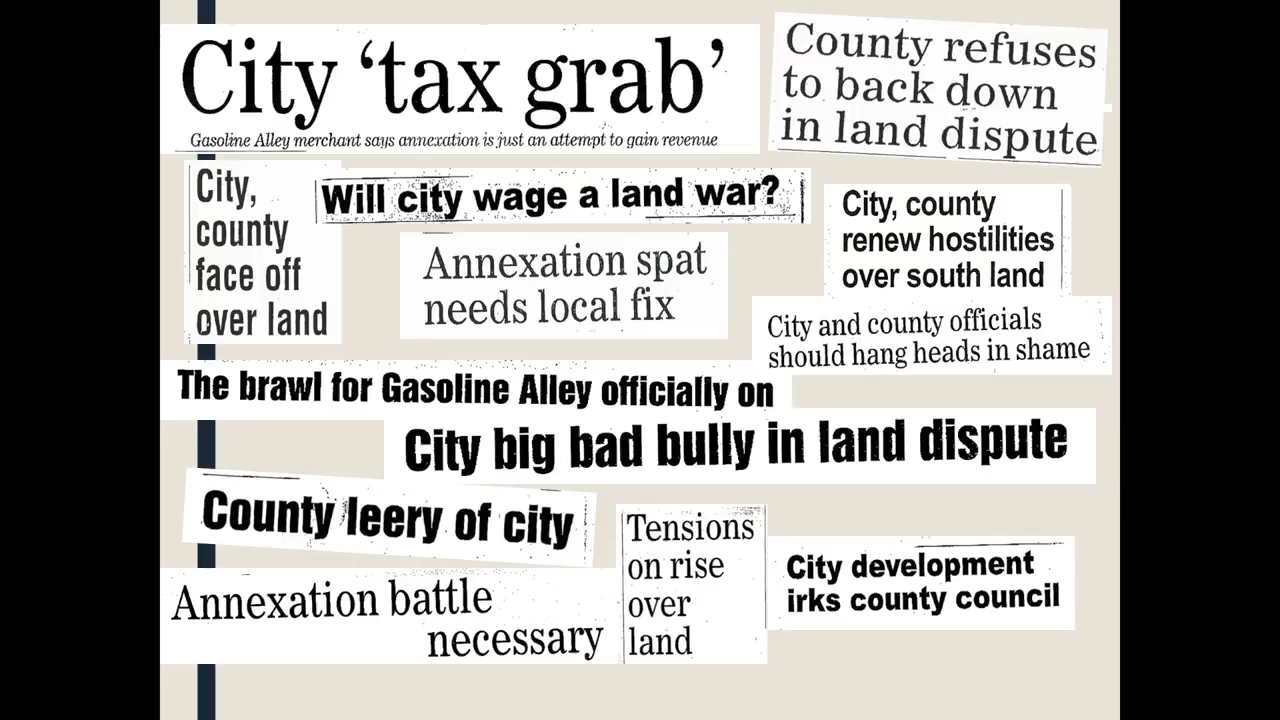 City ‘tax grab’
Gasoline Alley merchant says annexation is just an attempt to gain revenue
County refuses
to back down
in land dispute
City,
county
face off
over land
Will city wage a land war?
Annexation spat
needs local fix
City, county
renew hostilities
over south land
City and county officials
should hang heads in shame
The brawl for Gasoline Alley officially on
City big bad bully in land dispute
County leery of city
Annexation battle
necessary
Tensions
on rise
over
land
City development
irks county council